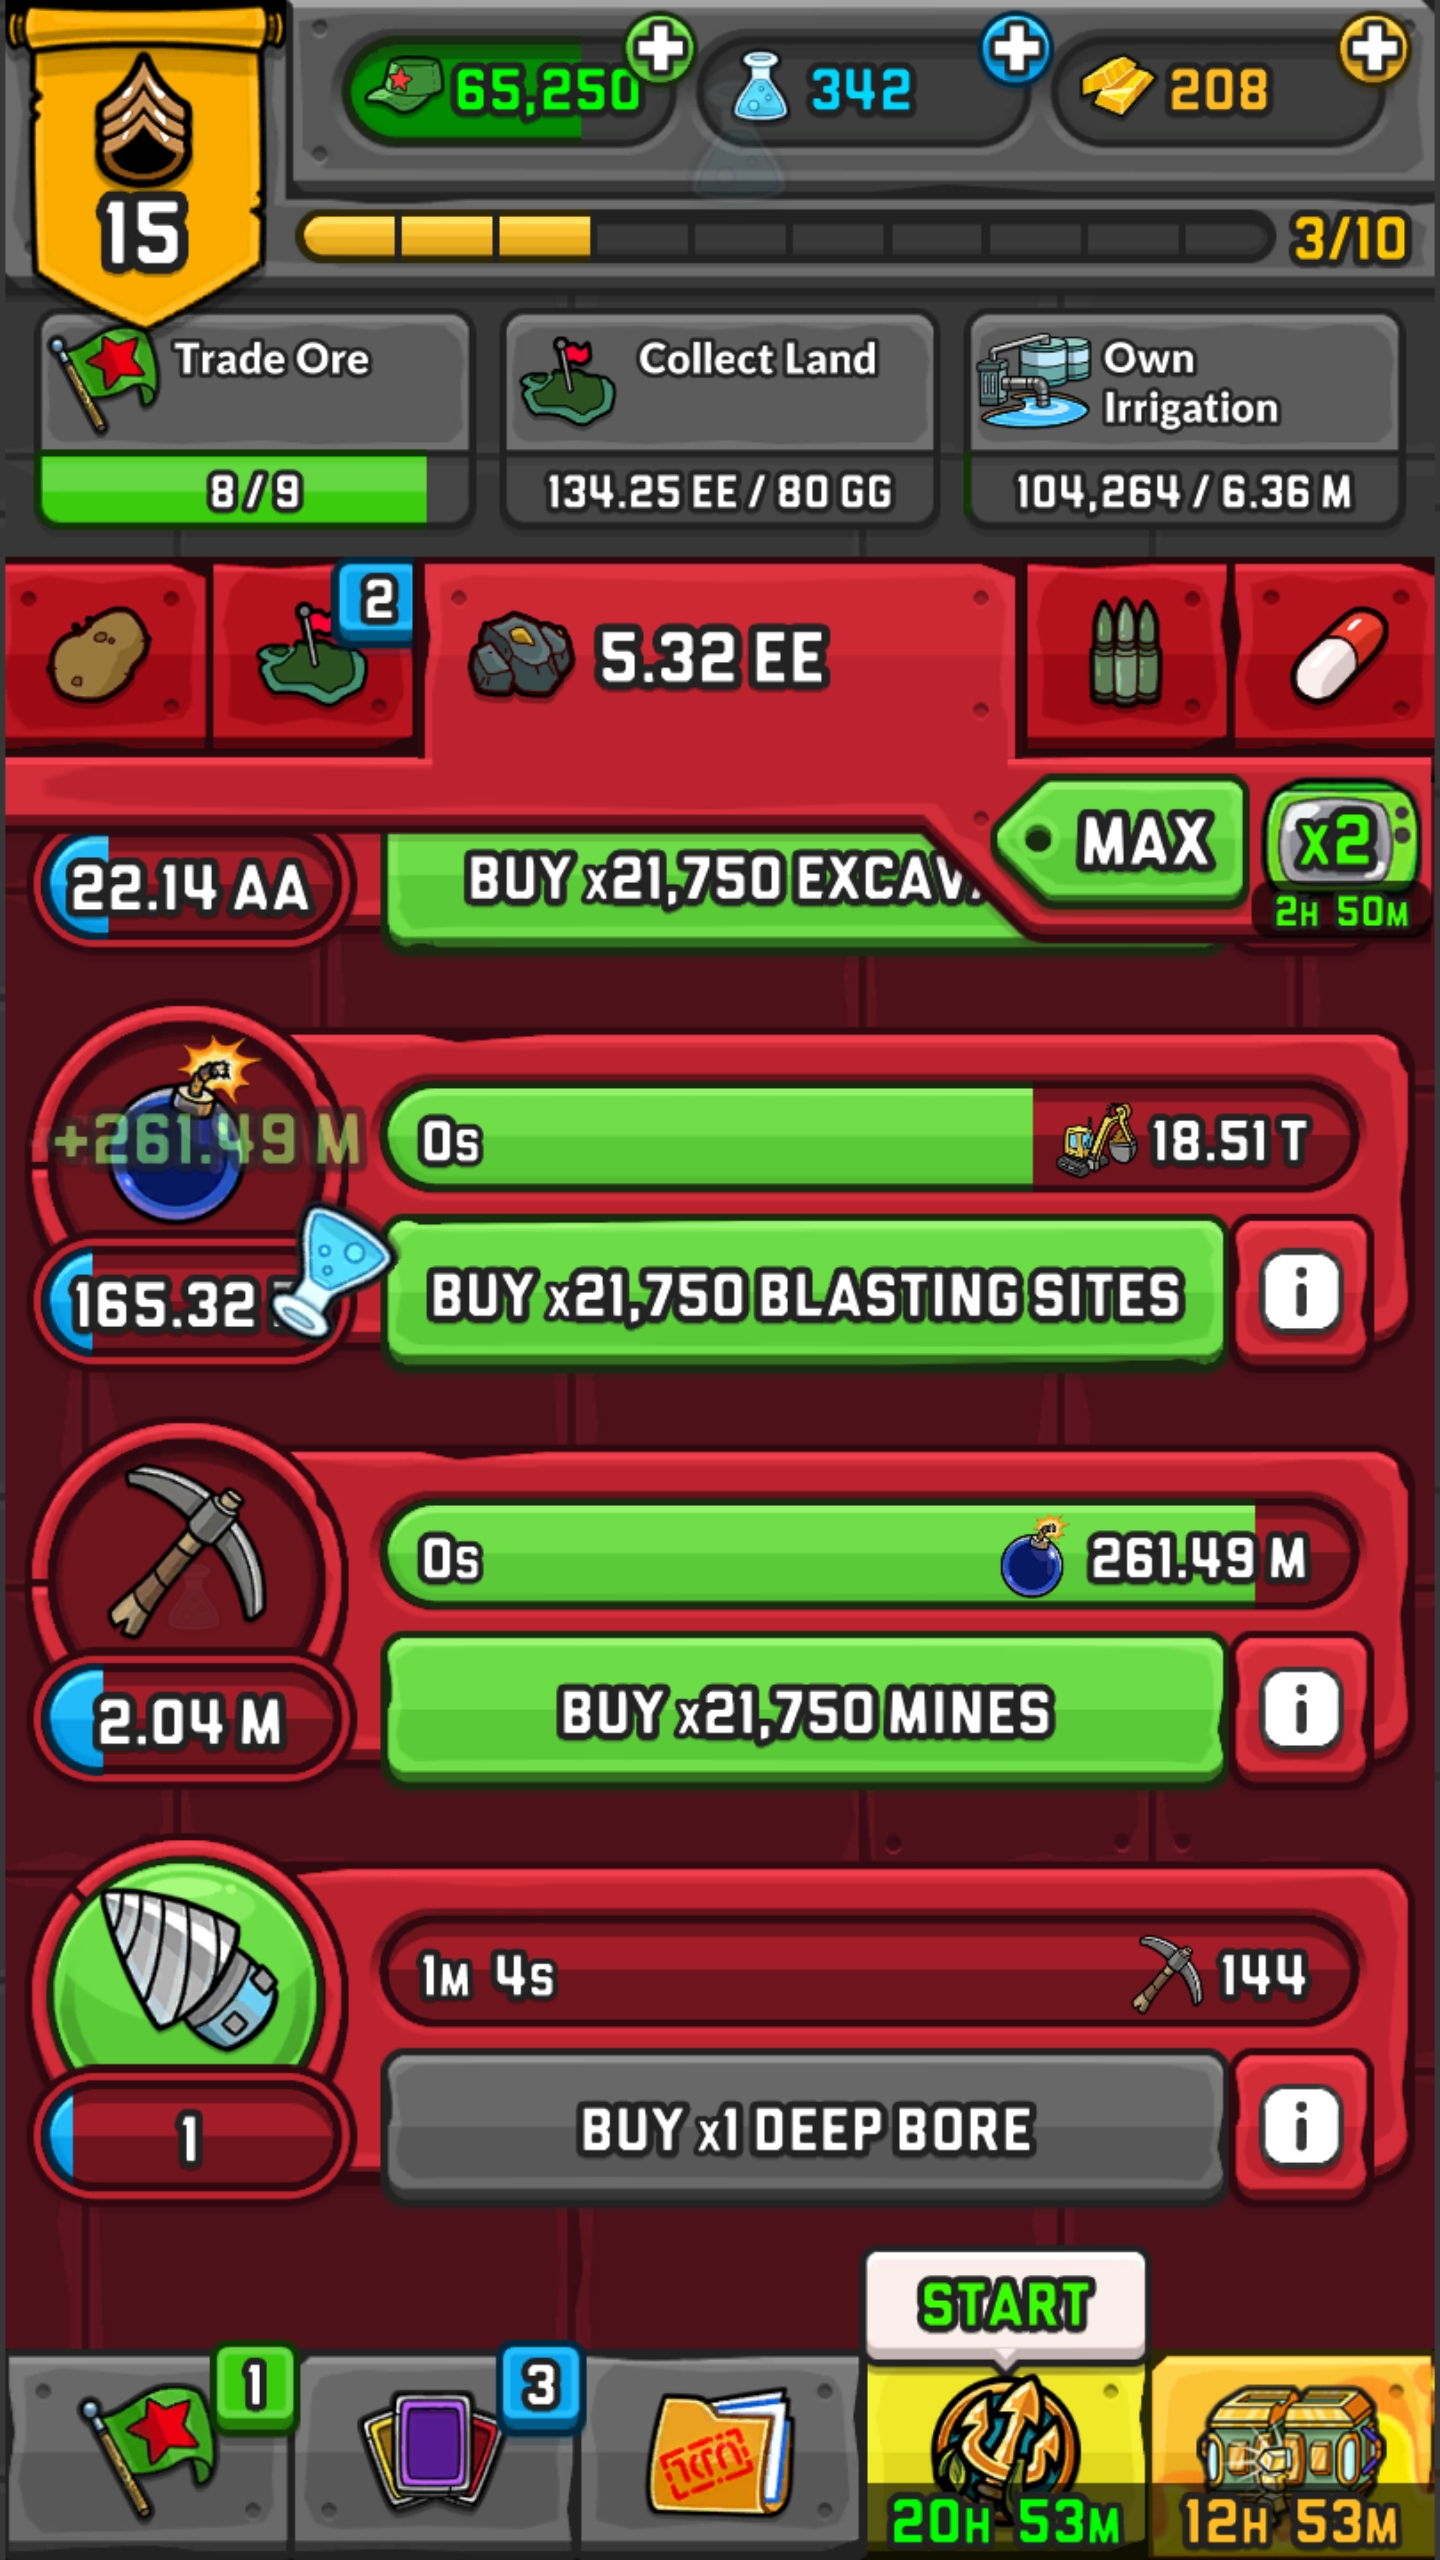 65,250
342
208
15
3/10
Trade Ore
8/9
Collect Land
134.25 EE / 80 GG
Own
Irrigation
104,264 / 6.36 M
2
5.32 EE
MAX
x2
2H 50M
22.14 AA
BUY x21,750 EXCAV
+261.49 M
0s
18.51 T
165.32
BUY x21,750 BLASTING SITES
i
0s
261.49 M
2.04 M
BUY x21,750 MINES
i
1M 4S
144
1
BUY x1 DEEP BORE
i
START
1
3
20H 53M
12H 53M